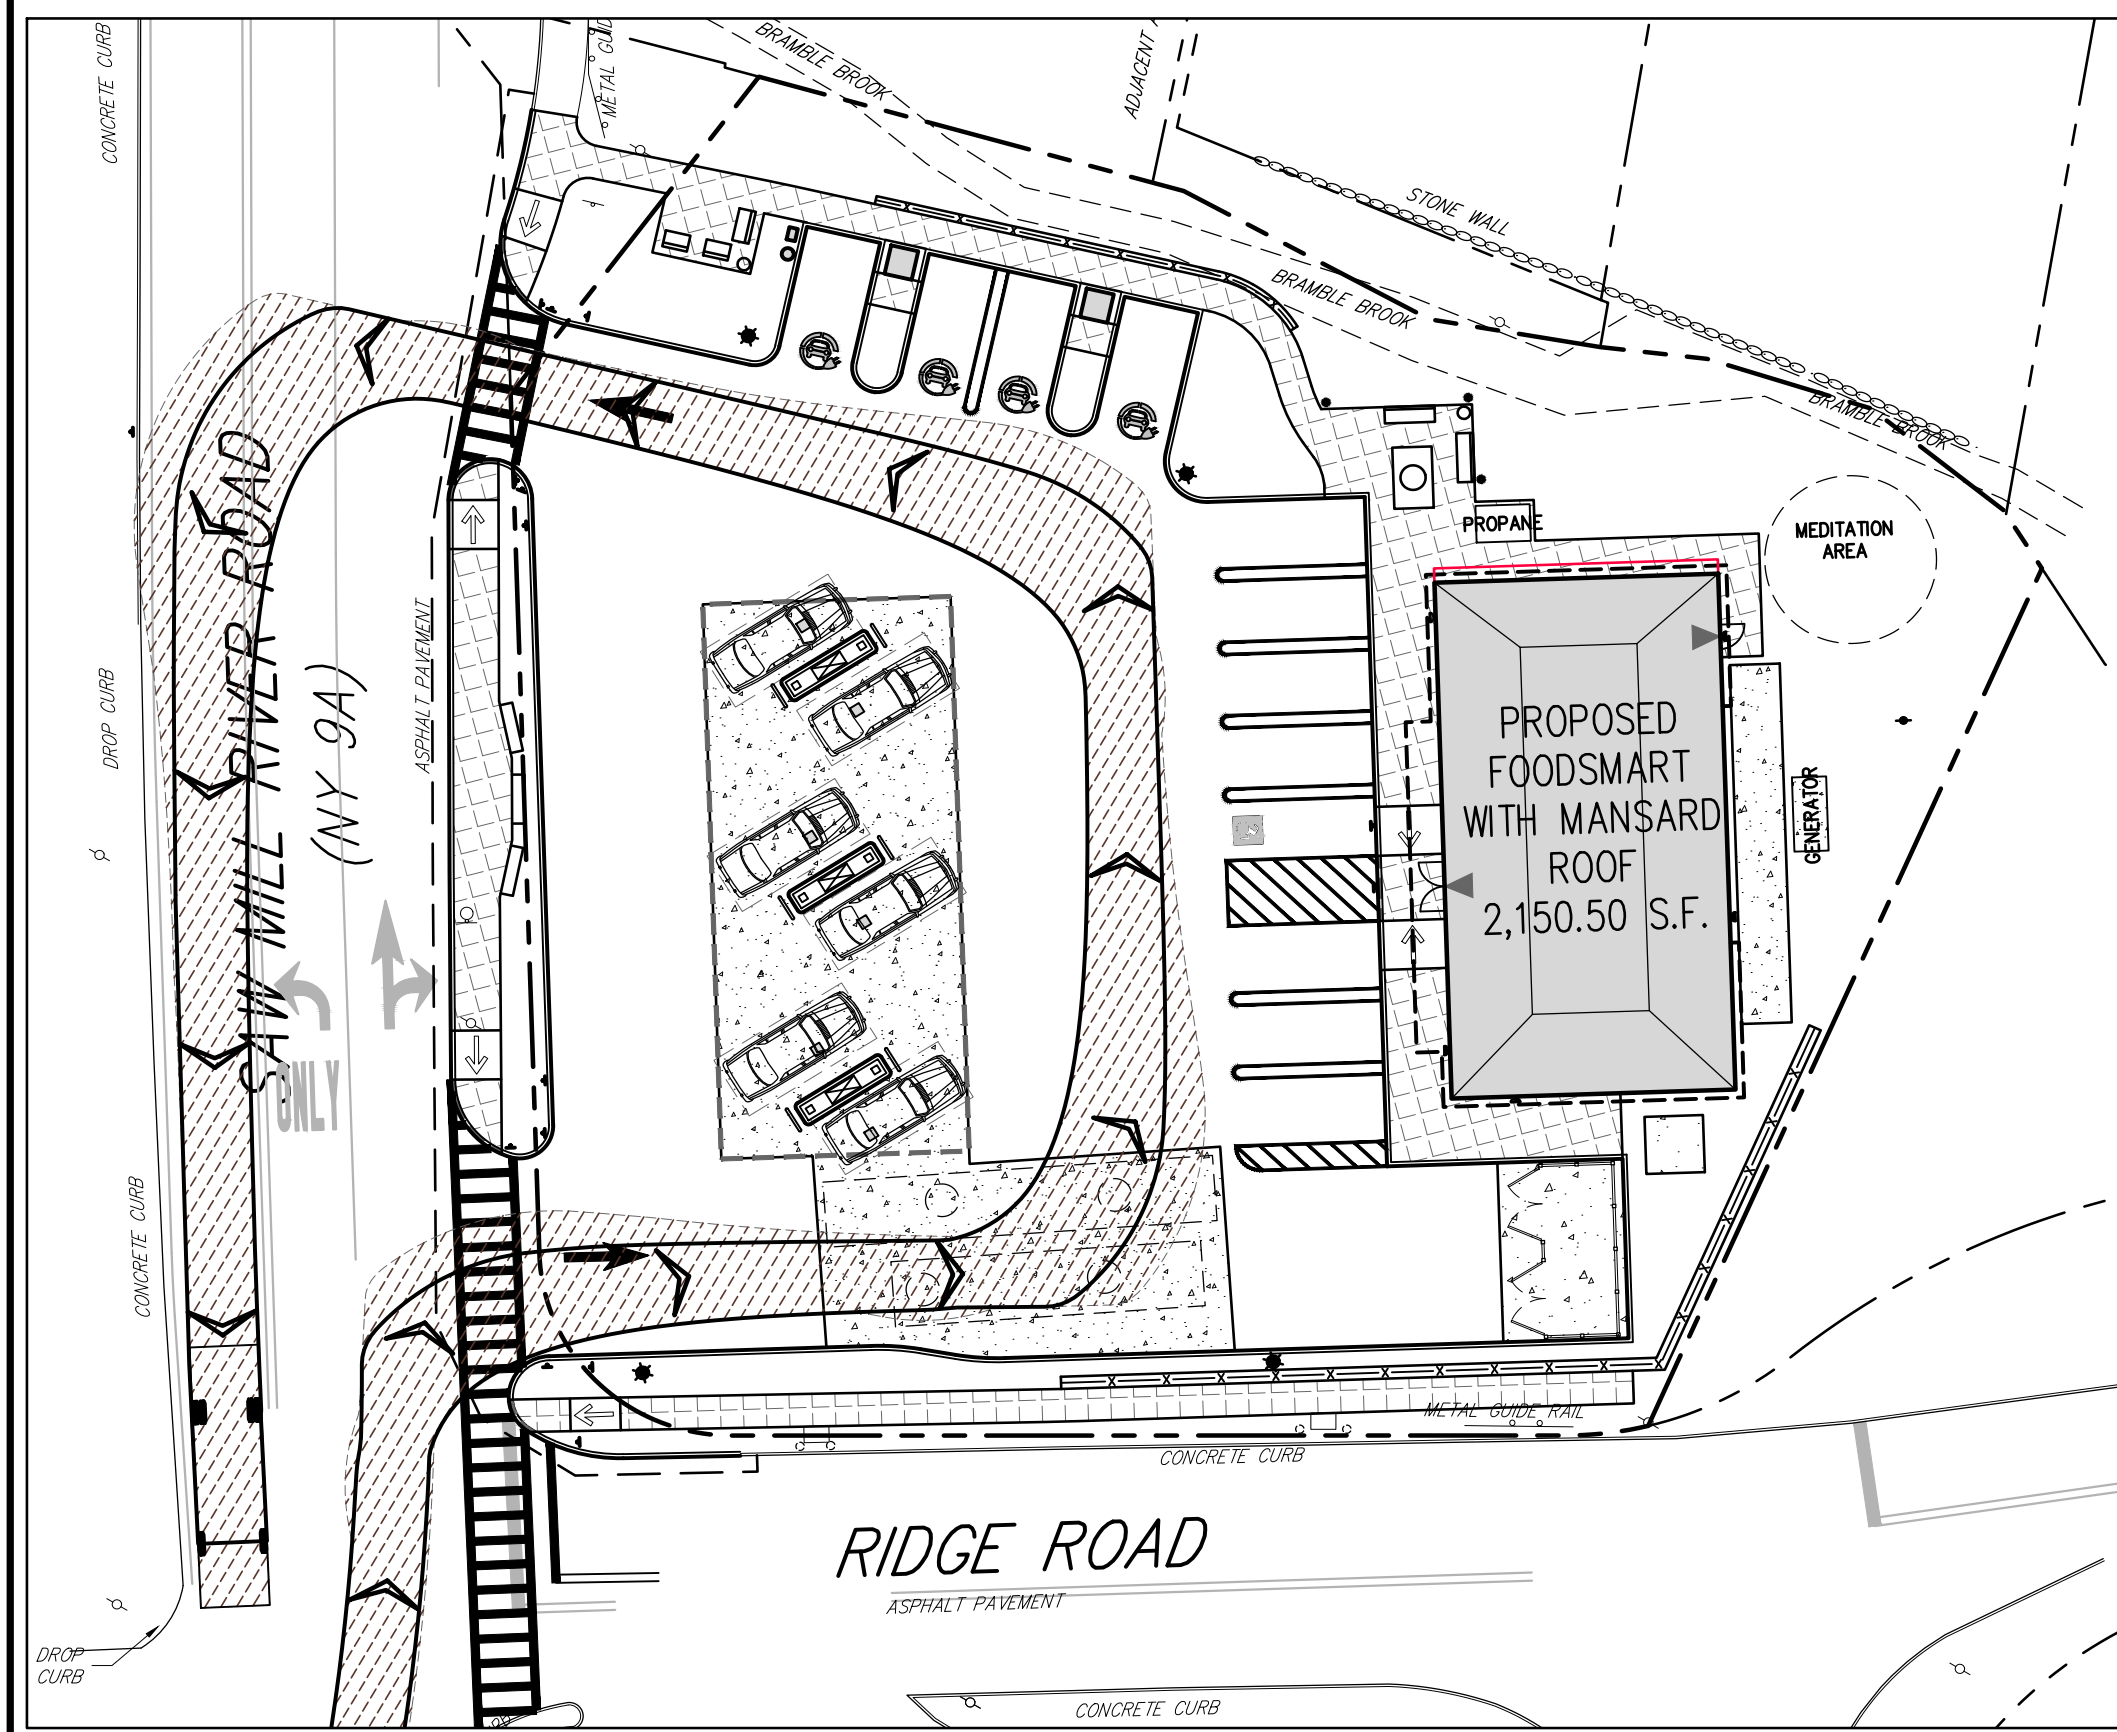 CONCRETE CURB
METAL GUID
BRAMBLE BROOK
ADJACENT
STONE WALL
BRAMBLE BROOK
BRAMBLE BROOK
SAW MILL RIVER ROAD
(NY 9A)
ASPHALT PAVEMENT
DROP CURB
PROPANE
MEDITATION
AREA
PROPOSED
FOODSMART
WITH MANSARD
ROOF
2,150.50 S.F.
GENERATOR
ONLY
CONCRETE CURB
METAL GUIDE RAIL
CONCRETE CURB
RIDGE ROAD
ASPHALT PAVEMENT
DROP
CURB
CONCRETE CURB